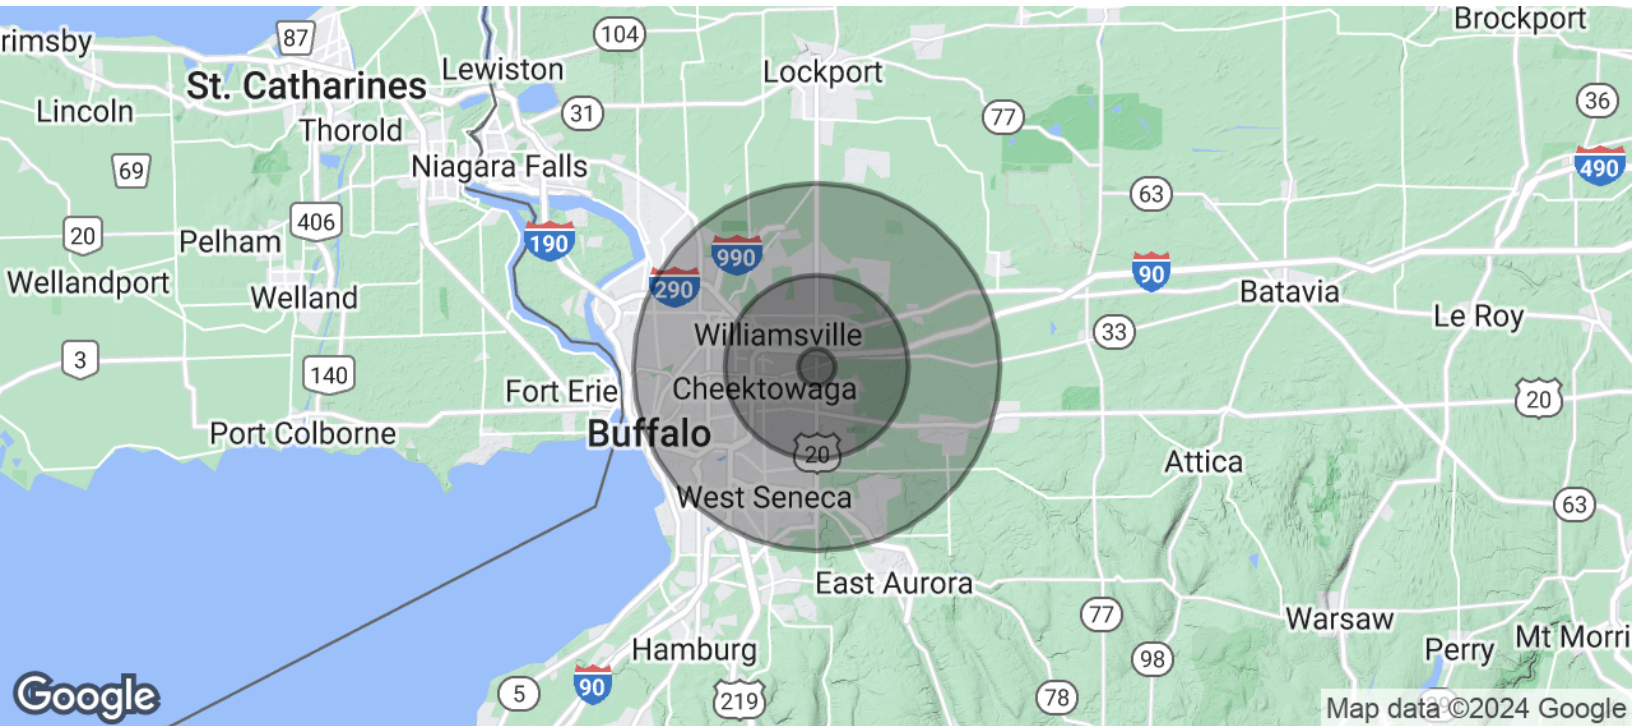 Brockport
rimsby
87
104
Lewiston
St. Catharines
Lockport
Lincoln
31
77
36
Thorold
Niagara Falls
69
490
63
406
20
Pelham
190
990
90
Wellandport
Welland
290
Batavia
Le Roy
Williamsville
33
3
140
Fort Erie
Cheektowaga
20
Port Colborne
Buffalo
20
Attica
West Seneca
63
East Aurora
77
Warsaw
Mt Morri
Hamburg
Perry
98
Google
5
90
219
78
Map data ©2024 Google